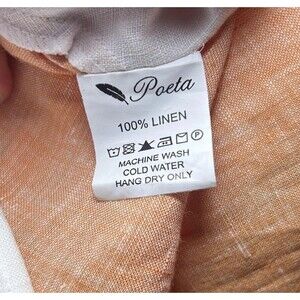 Poeta
100% LINEN
MACHINE WASH
COLD WATER
HANG DRY ONLY